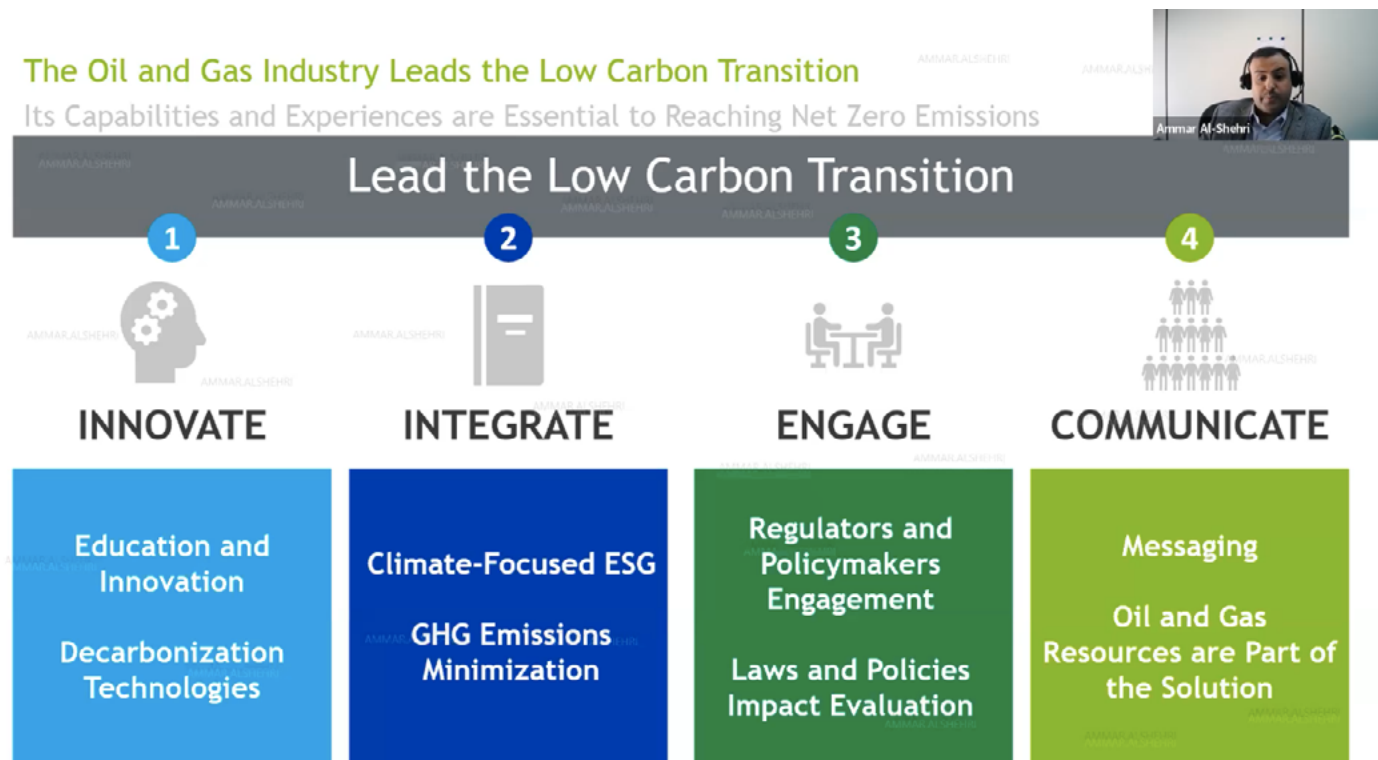 The Oil and Gas Industry Leads the Low Carbon Transition
Its Capabilities and Experiences are Essential to Reaching Net Zero Emissions
Ammar Al-Shehri
Lead the Low Carbon Transition
1
2
3
4
INNOVATE
INTEGRATE
ENGAGE
COMMUNICATE
Education and
Innovation
Decarbonization
Technologies
Climate-Focused ESG
GHG Emissions
Minimization
Regulators and
Policymakers
Engagement
Laws and Policies
Impact Evaluation
Messaging
Oil and Gas
Resources are Part of
the Solution
AMMAR.ALSHEHRI